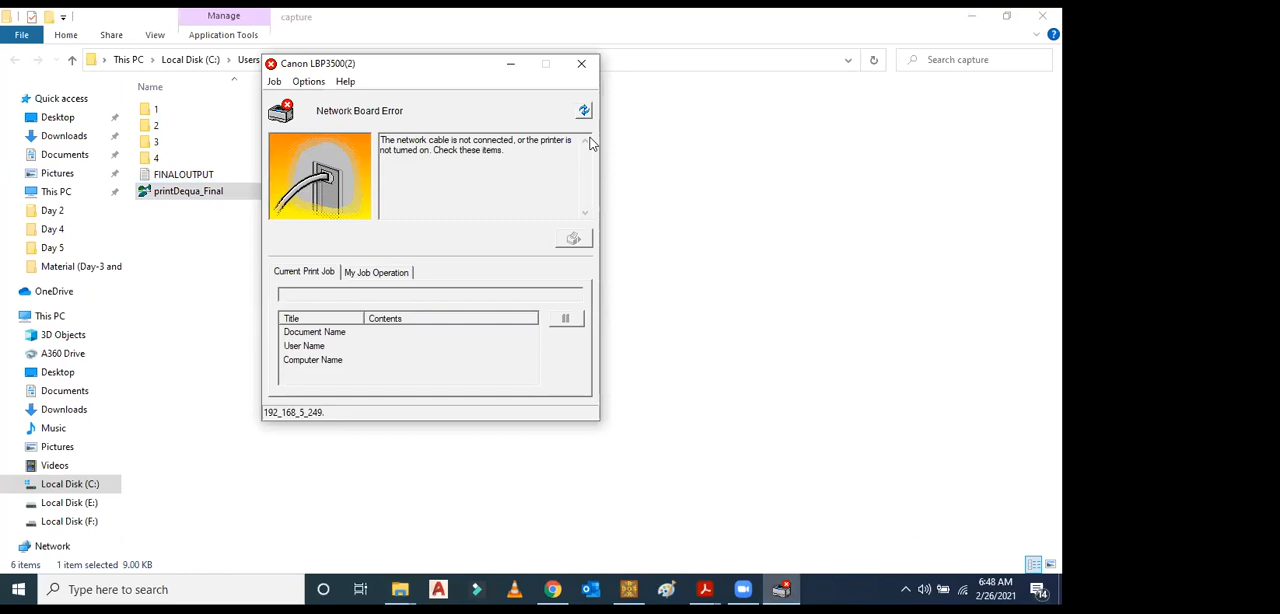 Manage
capture
File
Home
Share
View
Application Tools
This PC
Local Disk (C:)
Users
Search capture
Canon LBP3500(2)
Job
Options
Help
Network Board Error
The network cable is not connected, or the printer is
not turned on. Check these items.
Current Print Job
My Job Operation
Title
Contents
Document Name
User Name
Computer Name
192_168_5_249.
Name
1
2
3
4
FINALOUTPUT
printDequa_Final
Quick access
Desktop
Downloads
Documents
Pictures
This PC
Day 2
Day 4
Day 5
Material (Day-3 and
OneDrive
This PC
3D Objects
A360 Drive
Desktop
Documents
Downloads
Music
Pictures
Videos
Local Disk (C:)
Local Disk (E:)
Local Disk (F:)
Network
6 items
1 item selected 9.00 KB
Type here to search
6:48 AM
2/26/2021
14